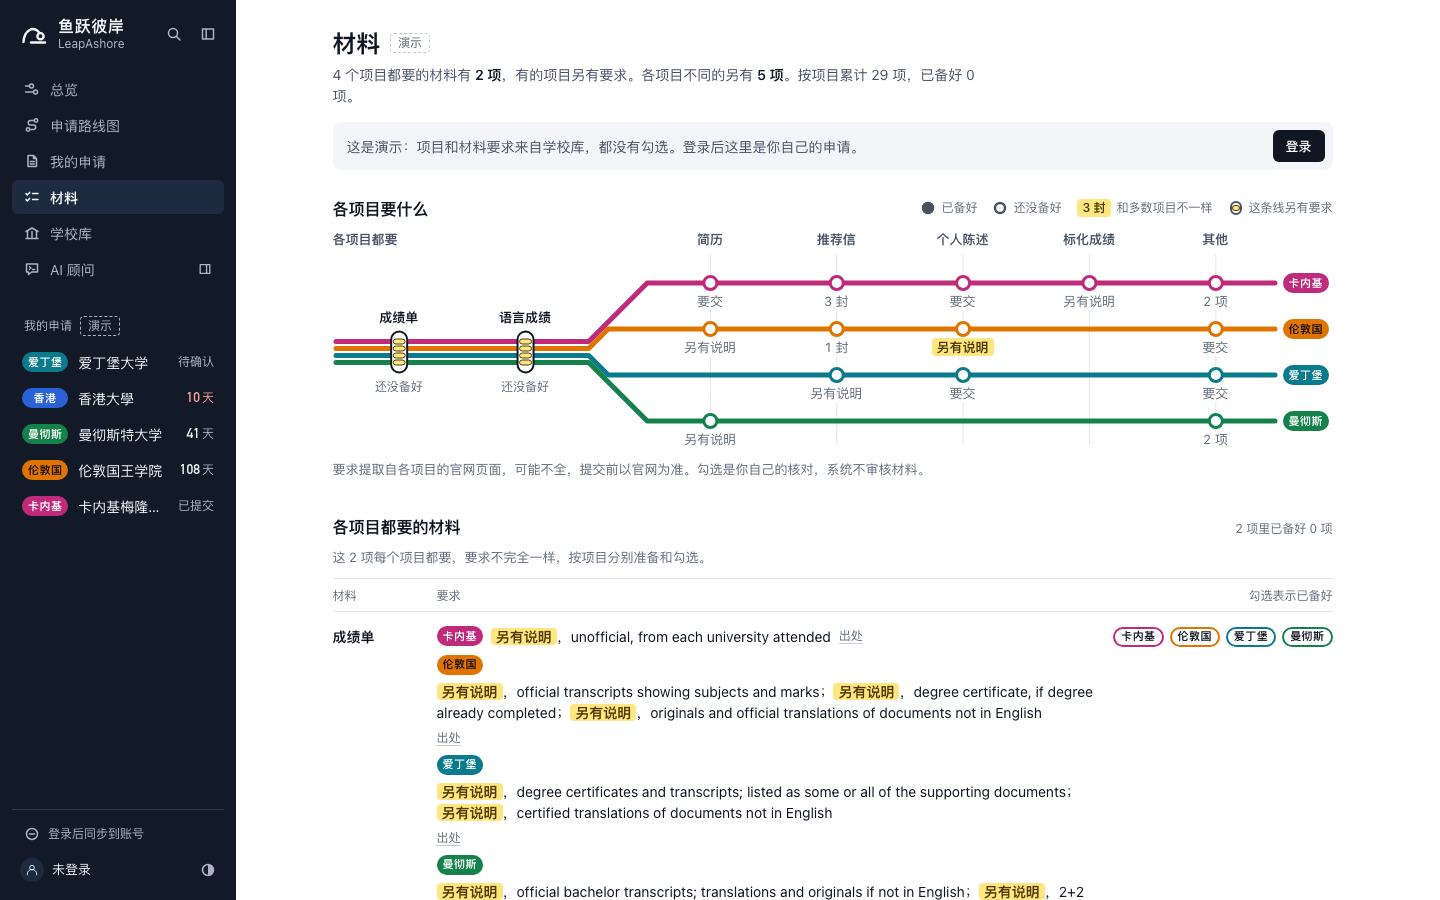 鱼跃彼岸
LeapAshore
总览
申请路线图
我的申请
材料
学校库
AI 顾问
我的申请 演示
爱丁堡 爱丁堡大学 待确认
香港 香港大學 10 天
曼彻斯 曼彻斯特大学 41 天
伦敦国 伦敦国王学院 108 天
卡内基 卡内基梅隆... 已提交
登录后同步到账号
未登录
材料 演示
4 个项目都要的材料有 2 项，有的项目另有要求。各项目不同的另有 5 项。按项目累计 29 项，已备好 0
项。
这是演示：项目和材料要求来自学校库，都没有勾选。登录后这里是你自己的申请。 登录
各项目要什么 已备好 还没备好 3 封 和多数项目不一样 这条线另有要求
各项目都要 简历 推荐信 个人陈述 标化成绩 其他
卡内基
要交 3 封 要交 另有说明 2 项
成绩单 语言成绩
伦敦国
另有说明 1 封 另有说明 要交
爱丁堡
还没备好 还没备好
另有说明 要交 要交
曼彻斯
另有说明 2 项
要求提取自各项目的官网页面，可能不全，提交前以官网为准。勾选是你自己的核对，系统不审核材料。
各项目都要的材料 2 项里已备好 0 项
这 2 项每个项目都要，要求不完全一样，按项目分别准备和勾选。
材料 要求 勾选表示已备好
成绩单 卡内基 另有说明，unofficial, from each university attended 出处 卡内基 伦敦国 爱丁堡 曼彻斯
伦敦国
另有说明，official transcripts showing subjects and marks；另有说明，degree certificate, if degree
already completed；另有说明，originals and official translations of documents not in English
出处
爱丁堡
另有说明，degree certificates and transcripts; listed as some or all of the supporting documents；
另有说明，certified translations of documents not in English
出处
曼彻斯
另有说明，official bachelor transcripts; translations and originals if not in English；另有说明，2+2